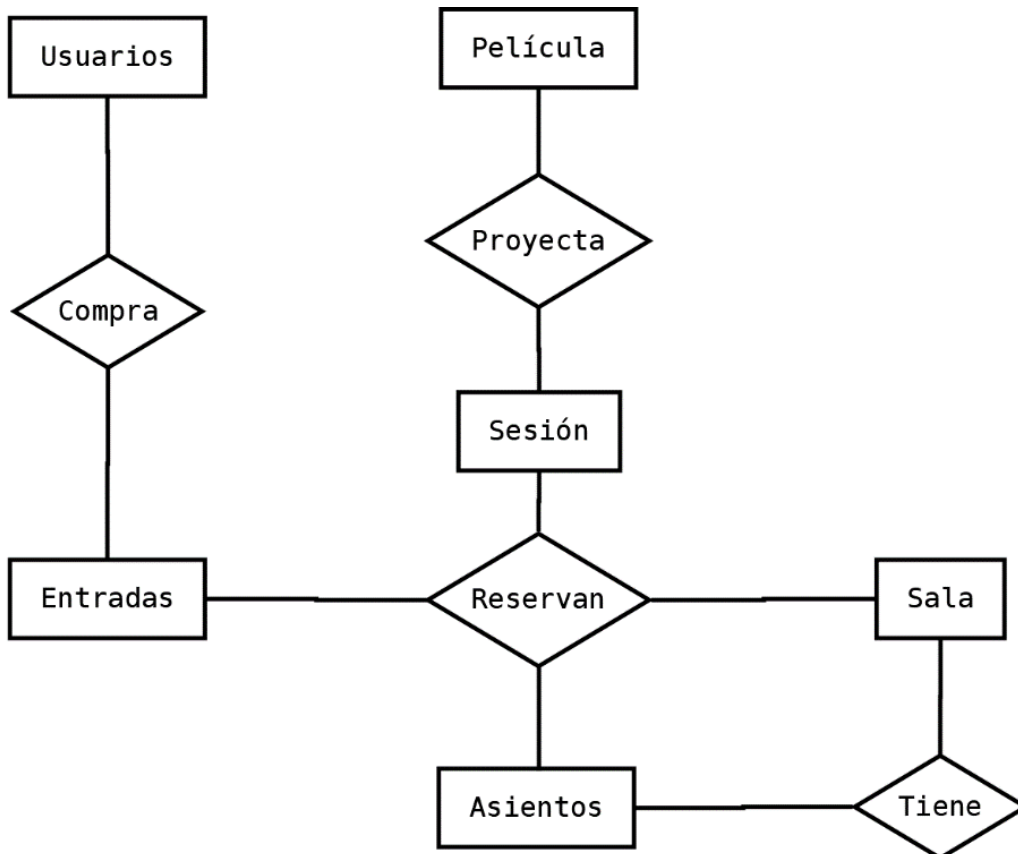 Usuarios
Película
Proyecta
Compra
Sesión
Entradas
Reservan
Sala
Asientos
Tiene